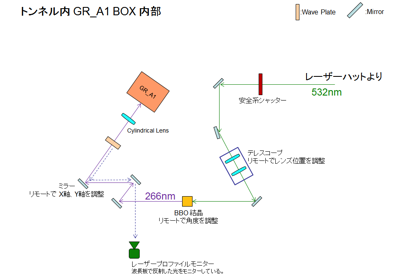 トンネル内 GR_A1 BOX 内部
:Wave Plate
:Mirror
レーザーハットより
532nm
安全系シャッター
GR_A1
Cylindrical Lens
テレスコープ
リモートでレンズ位置を調整
ミラー
リモートで X軸、Y軸を調整
266nm
BBO 結晶
リモートで角度を調整
レーザープロファイルモニター
波長板で反射した光をモニターしている。